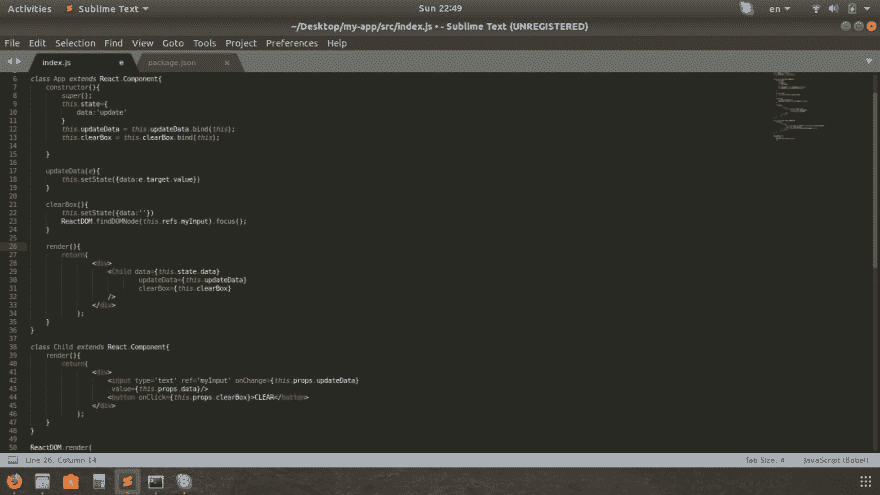 Activities Sublime Text Sun 22:49 en
~/Desktop/my-app/src/index.js • - Sublime Text (UNREGISTERED)
File Edit Selection Find View Goto Tools Project Preferences Help
index.js package.json
6 class App extends React.Component{
7 constructor(){
8 super();
9 this.state={
10 data:'update'
11 }
12 this.updateData = this.updateData.bind(this);
13 this.clearBox = this.clearBox.bind(this);
14
15 }
16
17 updateData(e){
18 this.setState({data:e.target.value})
19 }
20
21 clearBox(){
22 this.setState({data:''})
23 ReactDOM.findDOMNode(this.refs.myInput).focus();
24 }
25
26 render(){
27 return(
28 <div>
29 <Child data={this.state.data}
30 updateData={this.updateData}
31 clearBox={this.clearBox}
32 />
33 </div>
34 );
35 }
36 }
37
38 class Child extends React.Component{
39 render(){
40 return(
41 <div>
42 <input type='text' ref='myInput' onChange={this.props.updateData}
43 value={this.props.data}/>
44 <button onClick={this.props.clearBox}>CLEAR</button>
45 </div>
46 );
47 }
48 }
49
50 ReactDOM.render(
Line 26, Column 14 Tab Size: 4 JavaScript (Babel)